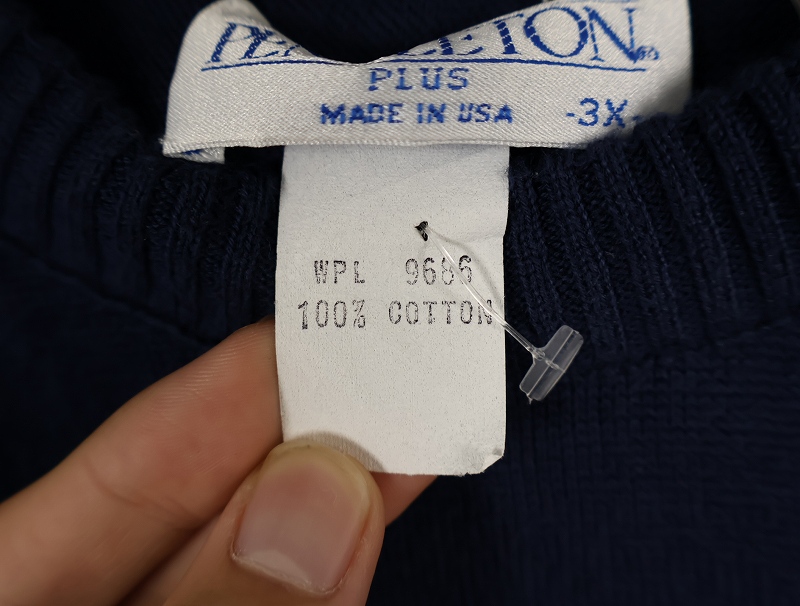 PENDLETON®
PLUS
MADE IN USA -3X-
WPL 9686
100% COTTON